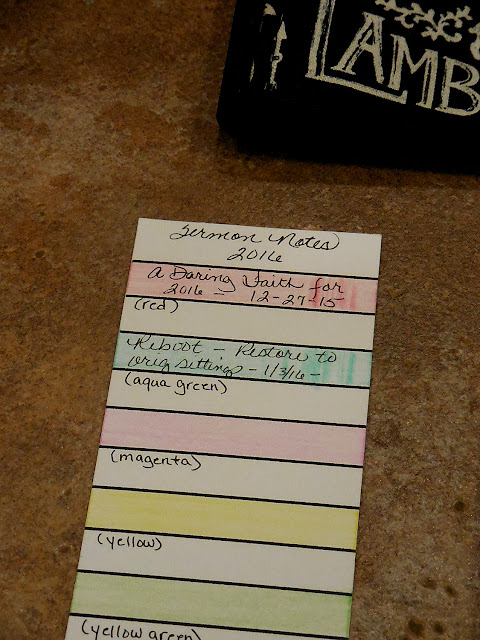 LAMB
Sermon Notes
2016
A Daring Faith for
2016 — 12-27-15
(red)
Reboot — Restore to
orig settings - 1/3/16 -
(aqua green)
(magenta)
(yellow)
(yellow green)